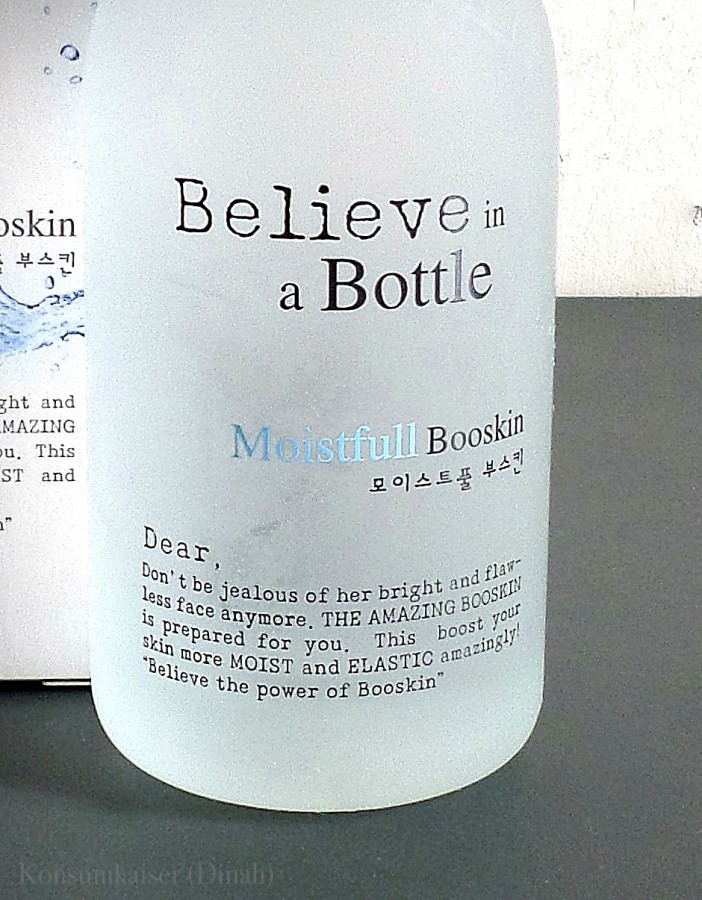 Believe in
a Bottle
Moistfull Booskin
모이스트풀 부스킨
Dear,
Don't be jealous of her bright and flaw-
less face anymore. THE AMAZING BOOSKIN
is prepared for you. This boost your
skin more MOIST and ELASTIC amazingly!
"Believe the power of Booskin"
oskin
부스킨
ght and
MAZING
ou. This
ST and
n"
Konsumkaiser (Dinah)